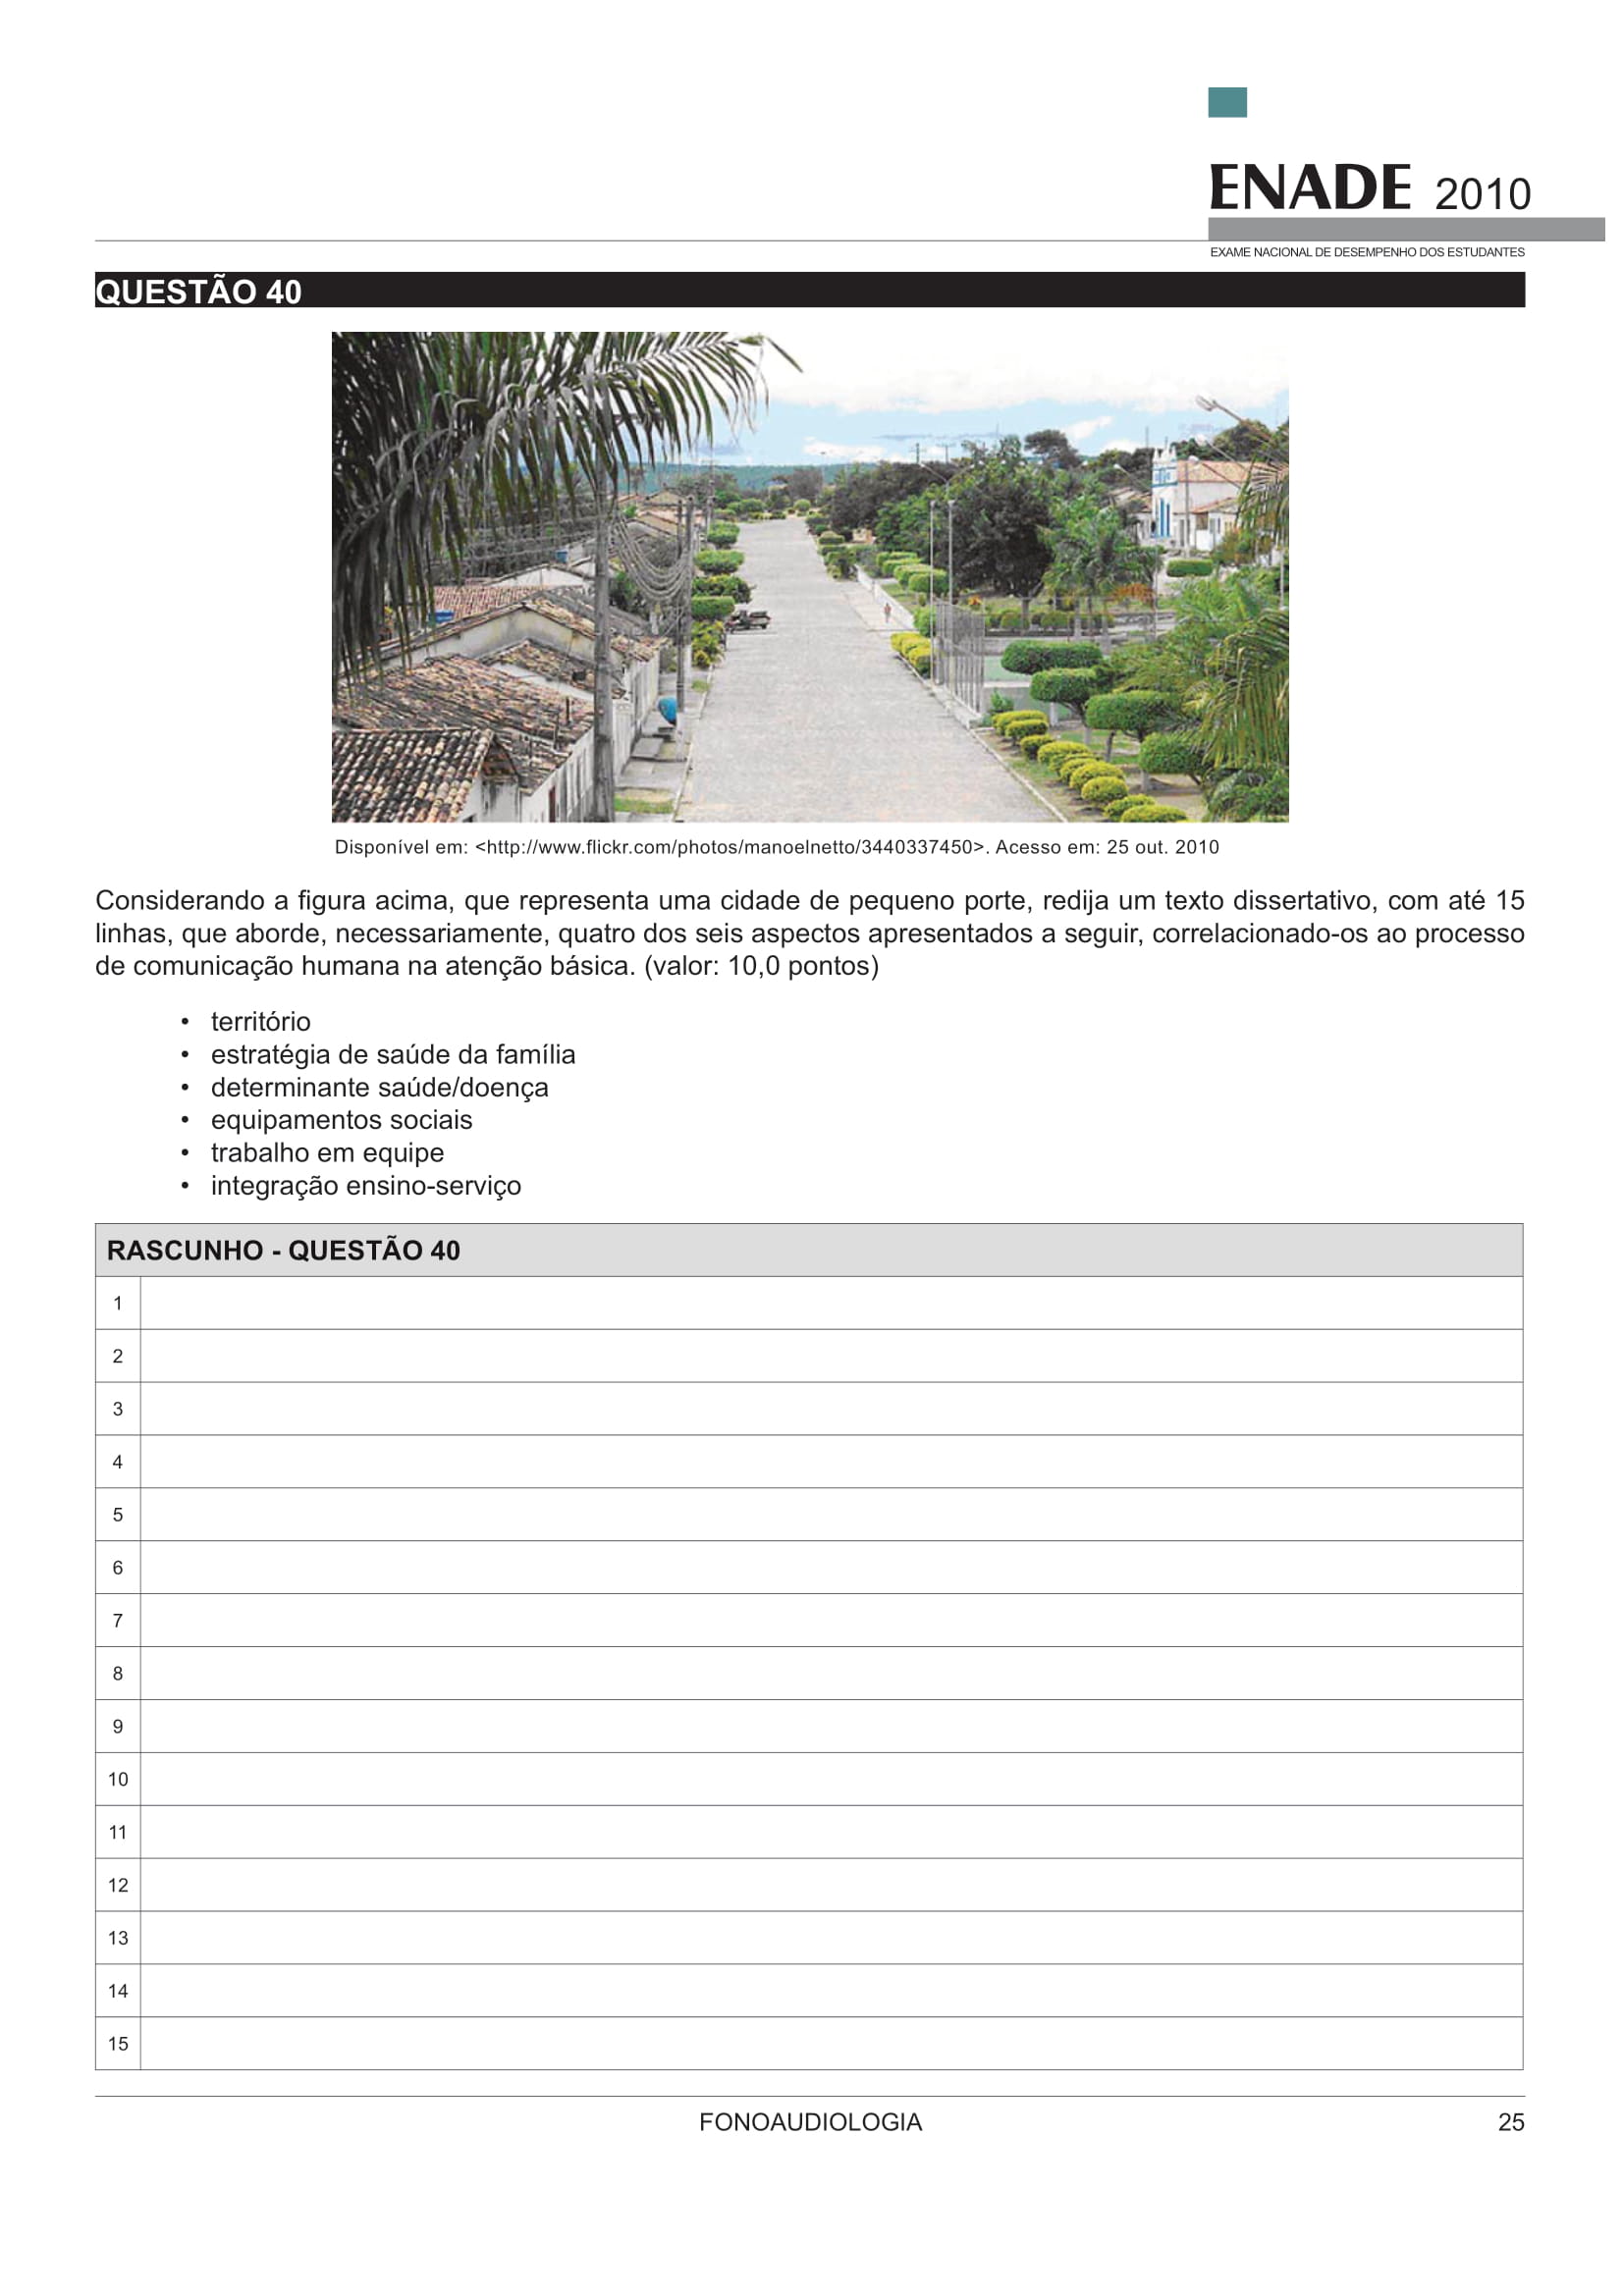 ENADE 2010
EXAME NACIONAL DE DESEMPENHO DOS ESTUDANTES
QUESTÃO 40
Disponível em: <http://www.flickr.com/photos/manoelnetto/3440337450>. Acesso em: 25 out. 2010
Considerando a figura acima, que representa uma cidade de pequeno porte, redija um texto dissertativo, com até 15
linhas, que aborde, necessariamente, quatro dos seis aspectos apresentados a seguir, correlacionado-os ao processo
de comunicação humana na atenção básica. (valor: 10,0 pontos)
• território
• estratégia de saúde da família
• determinante saúde/doença
• equipamentos sociais
• trabalho em equipe
• integração ensino-serviço
RASCUNHO - QUESTÃO 40
1
2
3
4
5
6
7
8
9
10
11
12
13
14
15
FONOAUDIOLOGIA
25